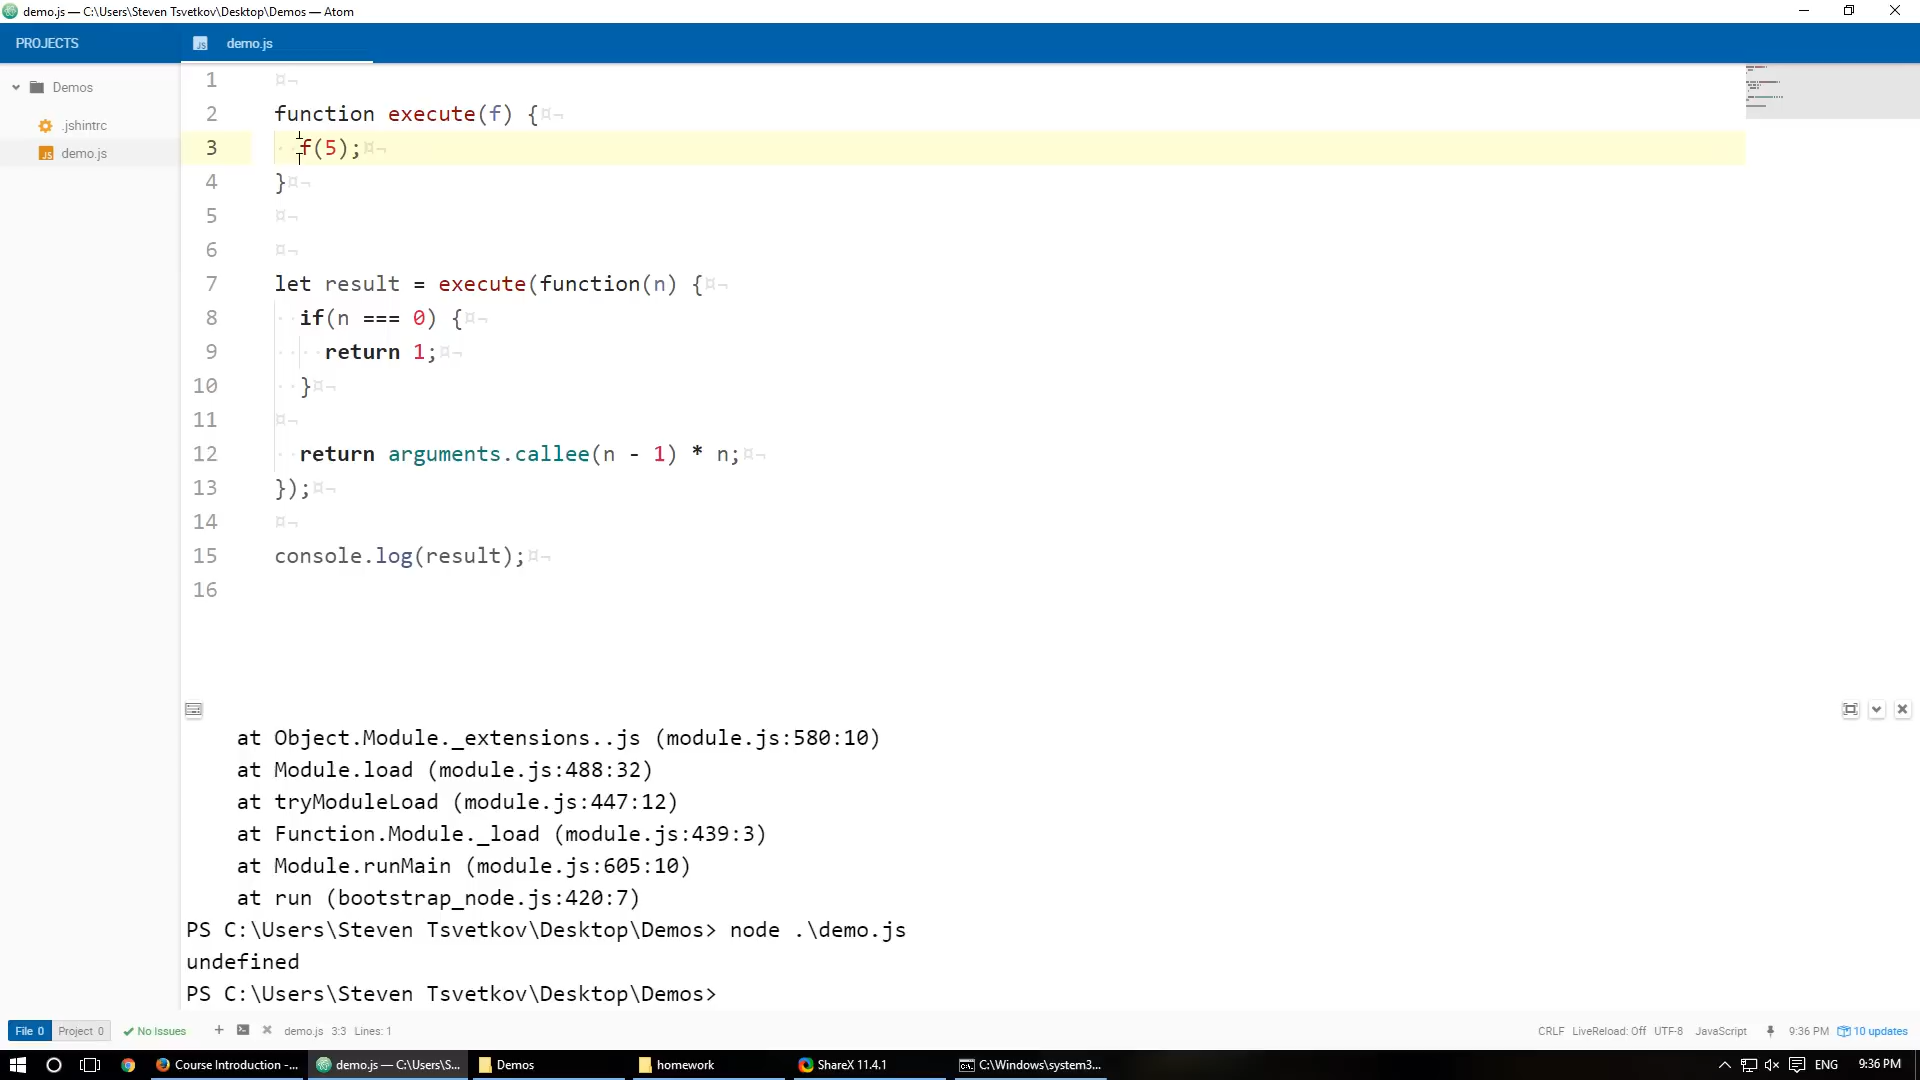 demo.js — C:\Users\Steven Tsvetkov\Desktop\Demos — Atom
PROJECTS
demo.js
Demos
.jshintrc
demo.js
1
2 function execute(f) {
3 f(5);
4 }
5
6
7 let result = execute(function(n) {
8 if(n === 0) {
9 return 1;
10 }
11
12 return arguments.callee(n - 1) * n;
13 });
14
15 console.log(result);
16
at Object.Module._extensions..js (module.js:580:10)
at Module.load (module.js:488:32)
at tryModuleLoad (module.js:447:12)
at Function.Module._load (module.js:439:3)
at Module.runMain (module.js:605:10)
at run (bootstrap_node.js:420:7)
PS C:\Users\Steven Tsvetkov\Desktop\Demos> node .\demo.js
undefined
PS C:\Users\Steven Tsvetkov\Desktop\Demos>
File 0 Project 0 No Issues demo.js 3:3 Lines: 1 CRLF LiveReload: Off UTF-8 JavaScript 9:36 PM 10 updates
Course Introduction -... demo.js — C:\Users\S... Demos homework ShareX 11.4.1 C:\Windows\system3... ENG 9:36 PM